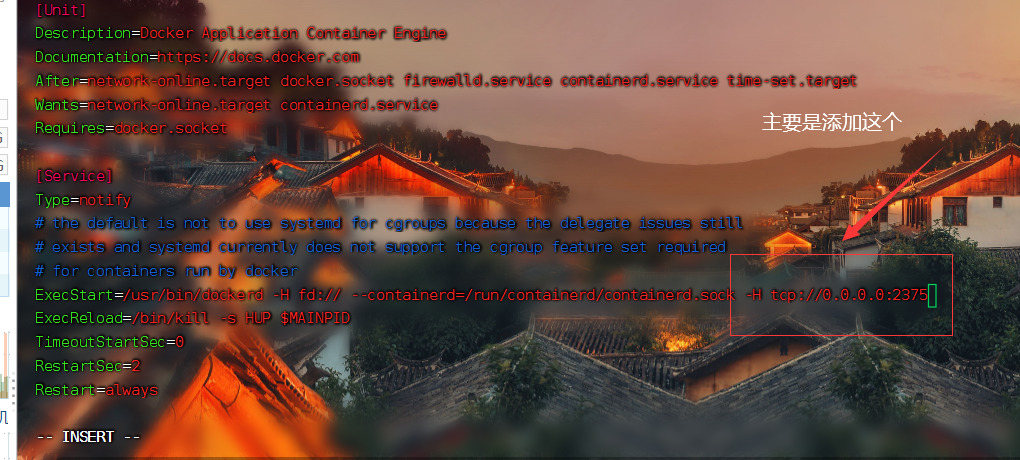 [Unit]
Description=Docker Application Container Engine
Documentation=https://docs.docker.com
After=network-online.target docker.socket firewalld.service containerd.service time-set.target
Wants=network-online.target containerd.service
Requires=docker.socket
主要是添加这个
[Service]
Type=notify
# the default is not to use systemd for cgroups because the delegate issues still
# exists and systemd currently does not support the cgroup feature set required
# for containers run by docker
ExecStart=/usr/bin/dockerd -H fd:// --containerd=/run/containerd/containerd.sock -H tcp://0.0.0.0:2375
ExecReload=/bin/kill -s HUP $MAINPID
TimeoutStartSec=0
RestartSec=2
Restart=always
-- INSERT --